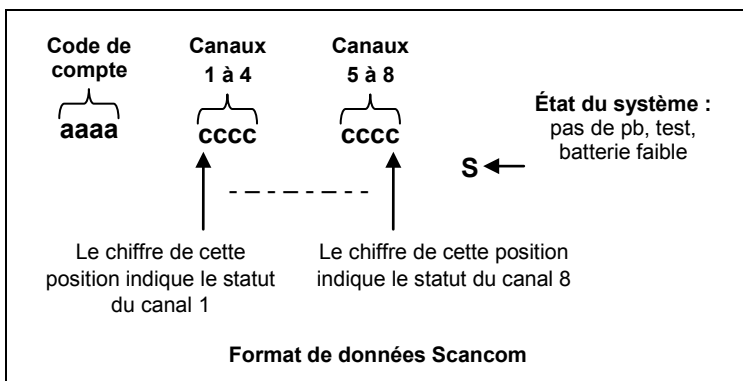 Code de
compte
Canaux
1 à 4
Canaux
5 à 8
aaaa
cccc
cccc
S
État du système :
pas de pb, test,
batterie faible
Le chiffre de cette
position indique le statut
du canal 1
Le chiffre de cette position
indique le statut du canal 8
Format de données Scancom